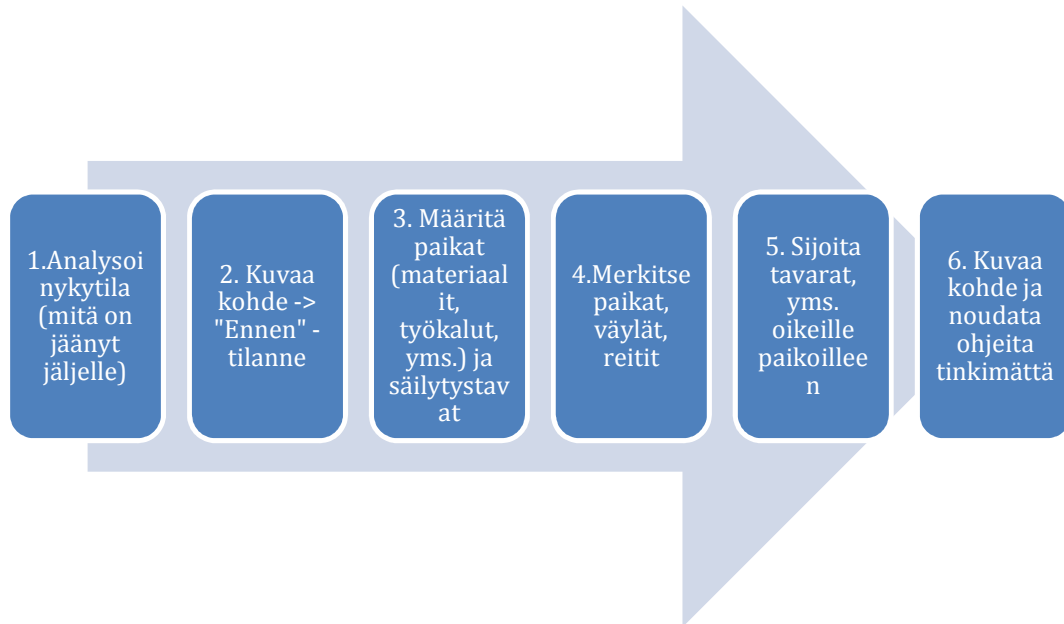 1.Analysoi
nykytila
(mitä on
jäänyt
jäljelle)
2. Kuvaa
kohde ->
"Ennen" -
tilanne
3. Määritä
paikat
(materiaal
it,
työkalut,
yms.) ja
säilytystav
at
4.Merkitse
paikat,
väylät,
reitit
5. Sijoita
tavarat,
yms.
oikeille
paikoillee
n
6. Kuvaa
kohde ja
noudata
ohjeita
tinkimättä